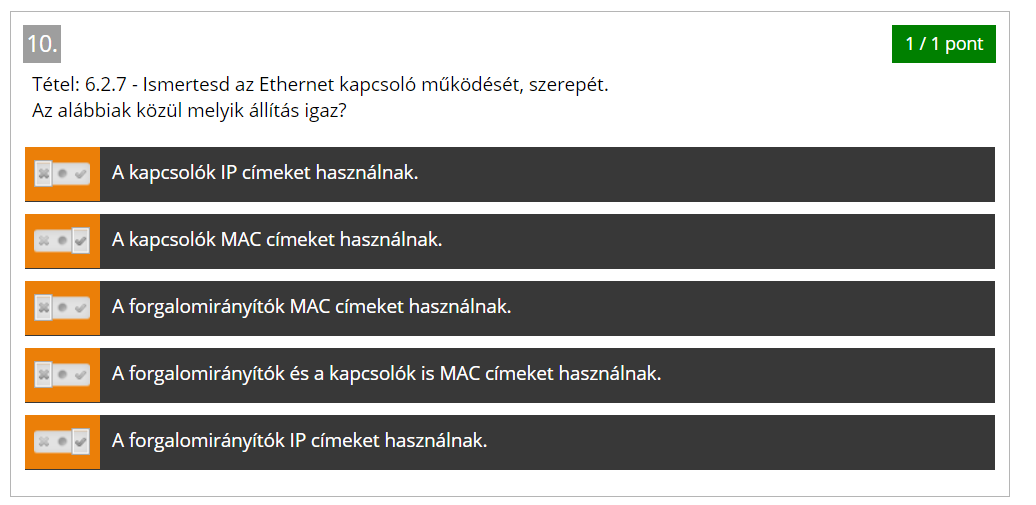 10.
1 / 1 pont
Tétel: 6.2.7 - Ismertesd az Ethernet kapcsoló működését, szerepét.
Az alábbiak közül melyik állítás igaz?
A kapcsolók IP címeket használnak.
A kapcsolók MAC címeket használnak.
A forgalomirányítók MAC címeket használnak.
A forgalomirányítók és a kapcsolók is MAC címeket használnak.
A forgalomirányítók IP címeket használnak.